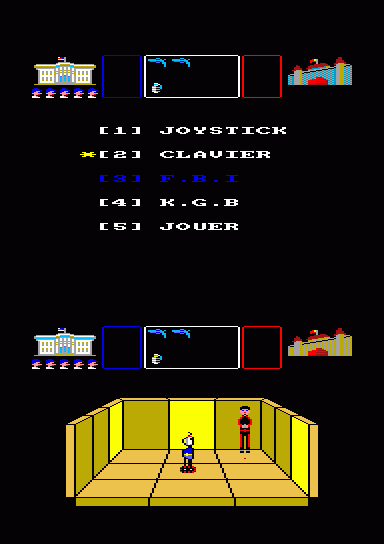 [1] JOYSTICK
*[2] CLAVIER
[3] F.B.I
[4] K.G.B
[5] JOUER